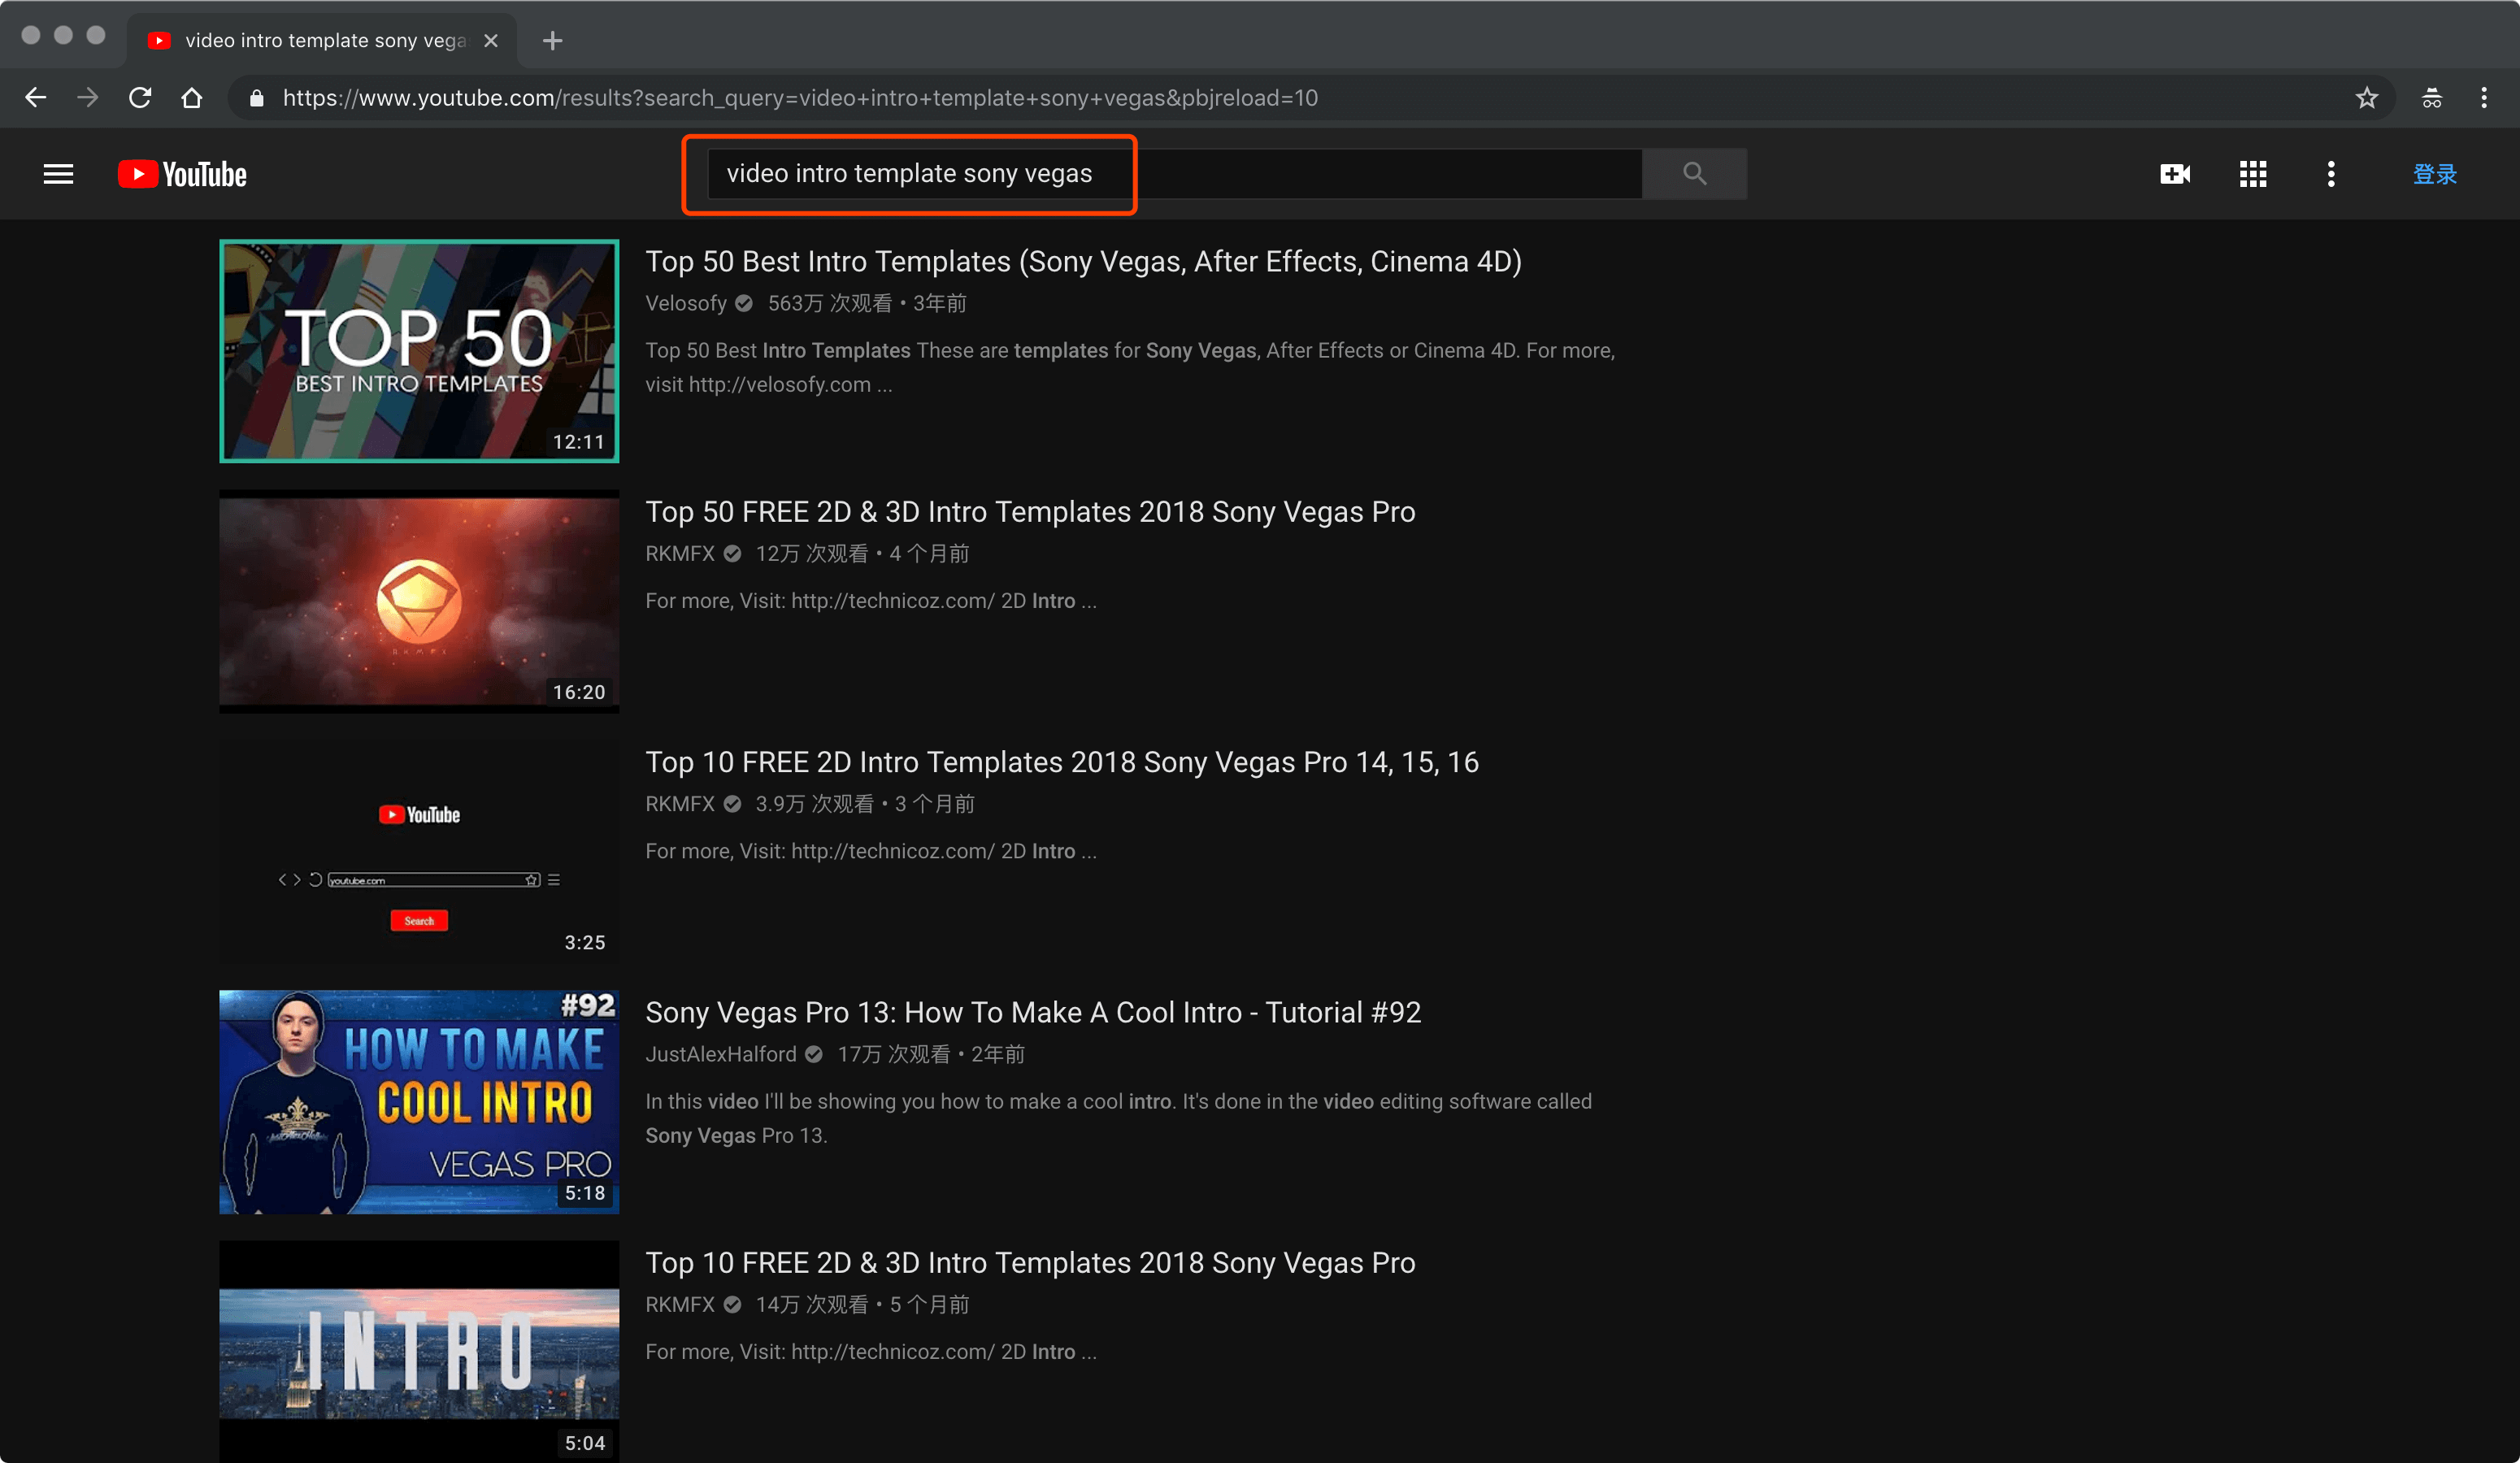 video intro template sony vega
https://www.youtube.com/results?search_query=video+intro+template+sony+vegas&pbjreload=10
YouTube
video intro template sony vegas
登录
TOP 50
BEST INTRO TEMPLATES
12:11
Top 50 Best Intro Templates (Sony Vegas, After Effects, Cinema 4D)
Velosofy 563万 次观看 • 3年前
Top 50 Best Intro Templates These are templates for Sony Vegas, After Effects or Cinema 4D. For more,
visit http://velosofy.com ...
RKMFX
16:20
Top 50 FREE 2D & 3D Intro Templates 2018 Sony Vegas Pro
RKMFX 12万 次观看 • 4 个月前
For more, Visit: http://technicoz.com/ 2D Intro ...
YouTube
youtube.com
Search
3:25
Top 10 FREE 2D Intro Templates 2018 Sony Vegas Pro 14, 15, 16
RKMFX 3.9万 次观看 • 3 个月前
For more, Visit: http://technicoz.com/ 2D Intro ...
#92
HOW TO MAKE
COOL INTRO
VEGAS PRO
5:18
Sony Vegas Pro 13: How To Make A Cool Intro - Tutorial #92
JustAlexHalford 17万 次观看 • 2年前
In this video I'll be showing you how to make a cool intro. It's done in the video editing software called
Sony Vegas Pro 13.
INTRO
5:04
Top 10 FREE 2D & 3D Intro Templates 2018 Sony Vegas Pro
RKMFX 14万 次观看 • 5 个月前
For more, Visit: http://technicoz.com/ 2D Intro ...